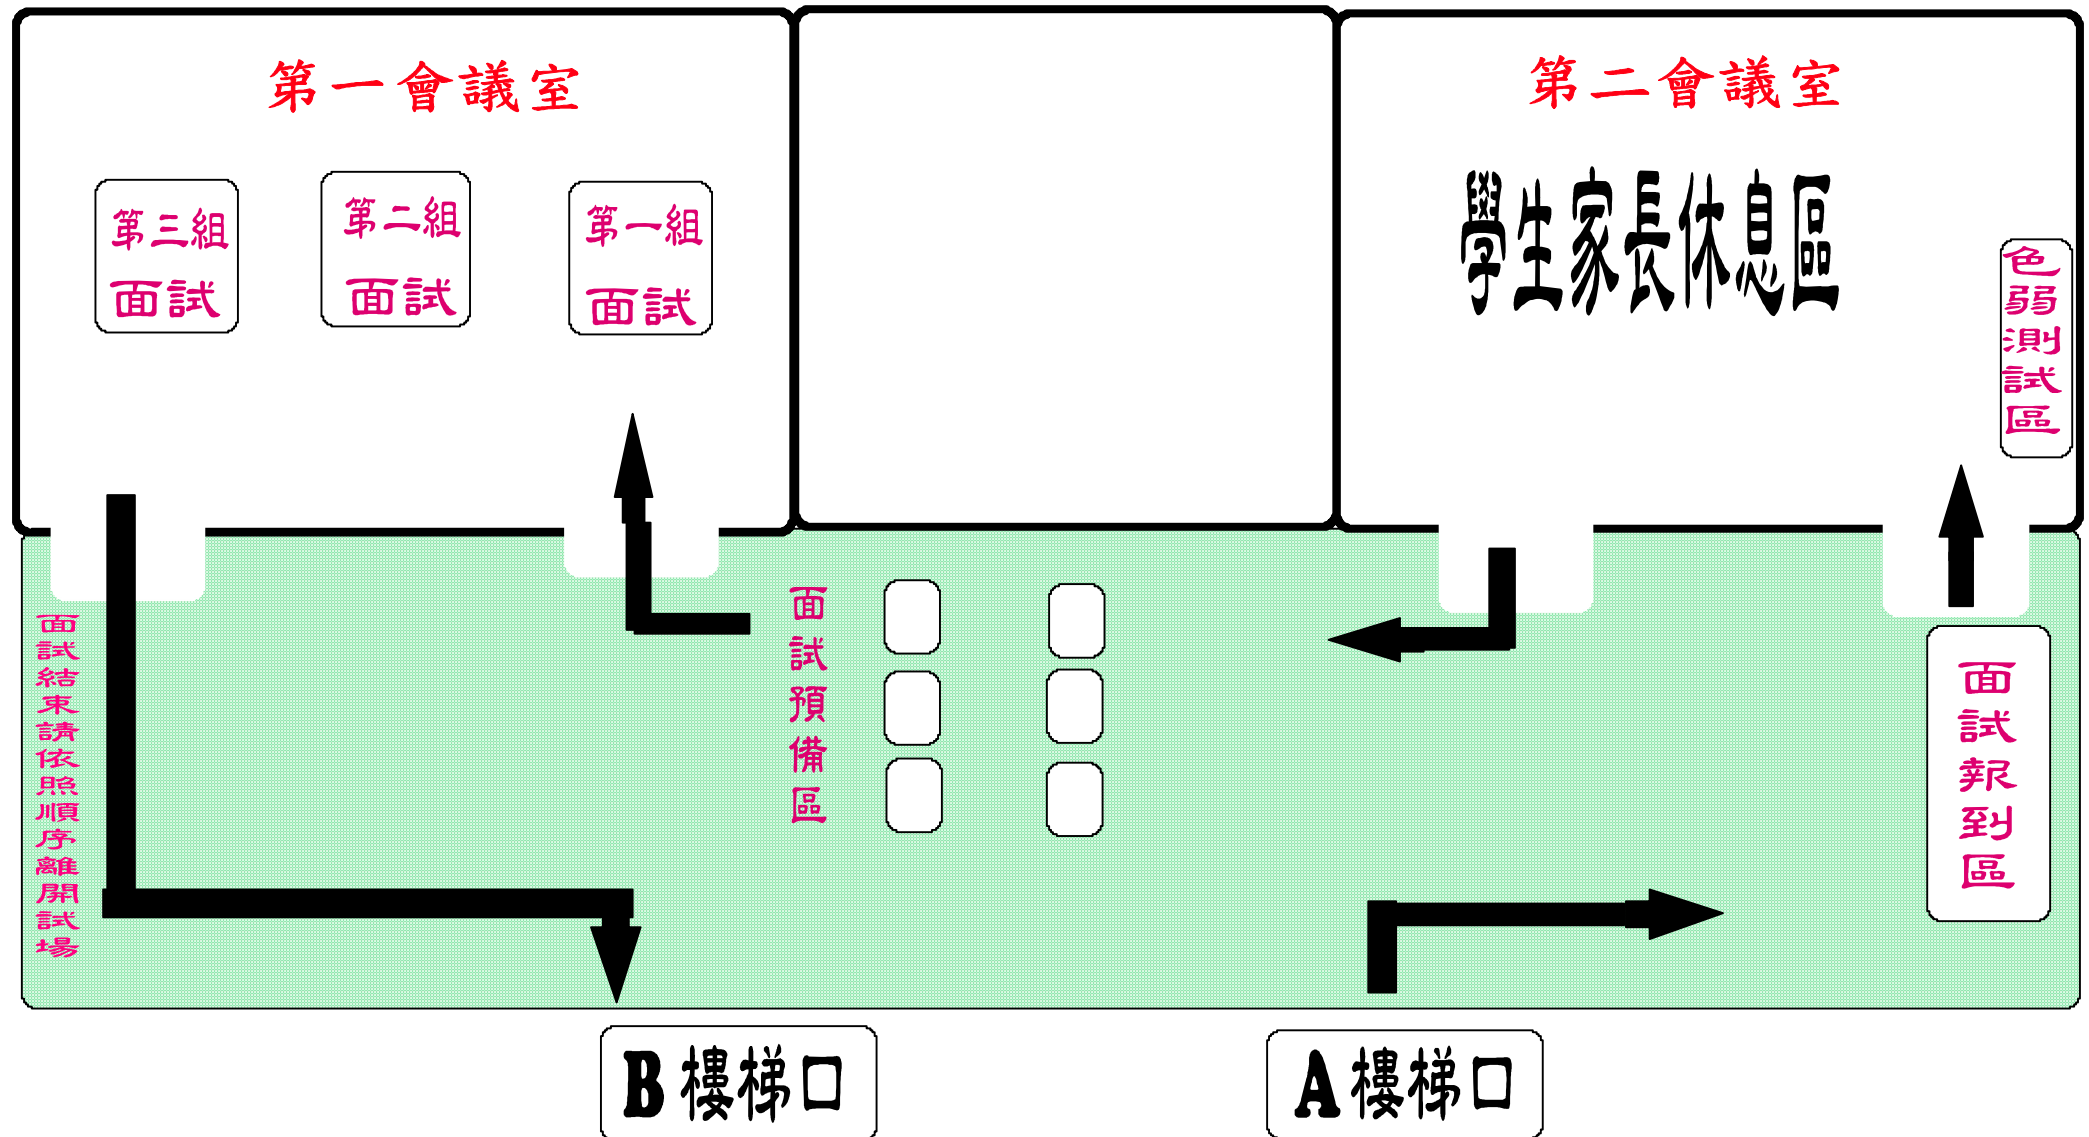 第一會議室
第二會議室
第三組
面試
第二組
面試
第一組
面試
學生家長休息區
色弱測試區
面試結束請依照順序離開試場
面試預備區
面試報到區
B樓梯口
A樓梯口